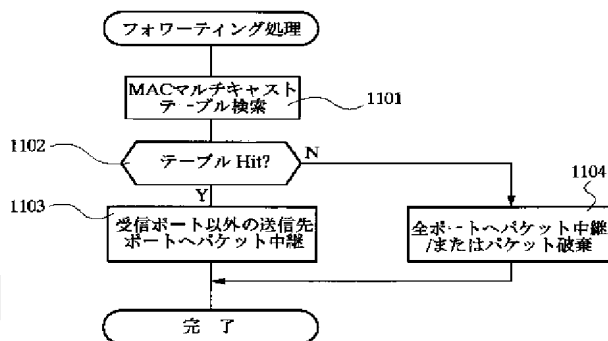 フォワーディング処理
MACマルチキャスト
テーブル検索
1101
1102
テーブル Hit?
N
Y
1103
受信ポート以外の送信先
ポートへパケット中継
1104
全ポートへパケット中継
/またはパケット破棄
完 了